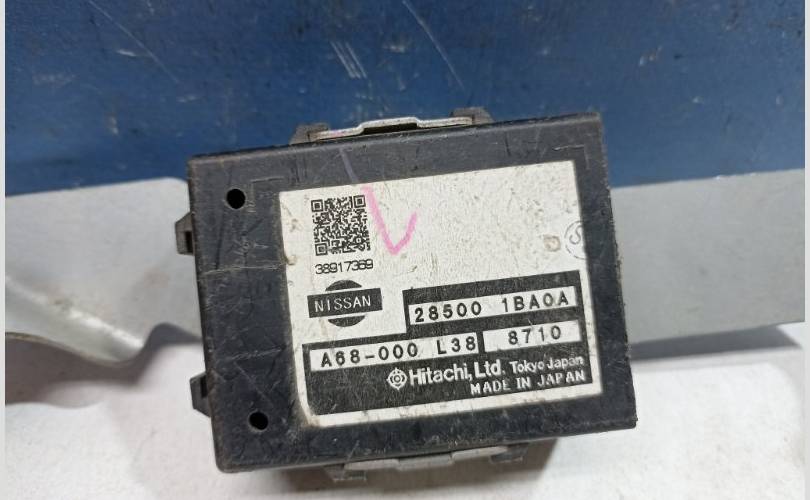 38917369
NISSAN
28500 1BA0A
A68-000 L38 8710
Hitachi, Ltd. Tokyo Japan
MADE IN JAPAN